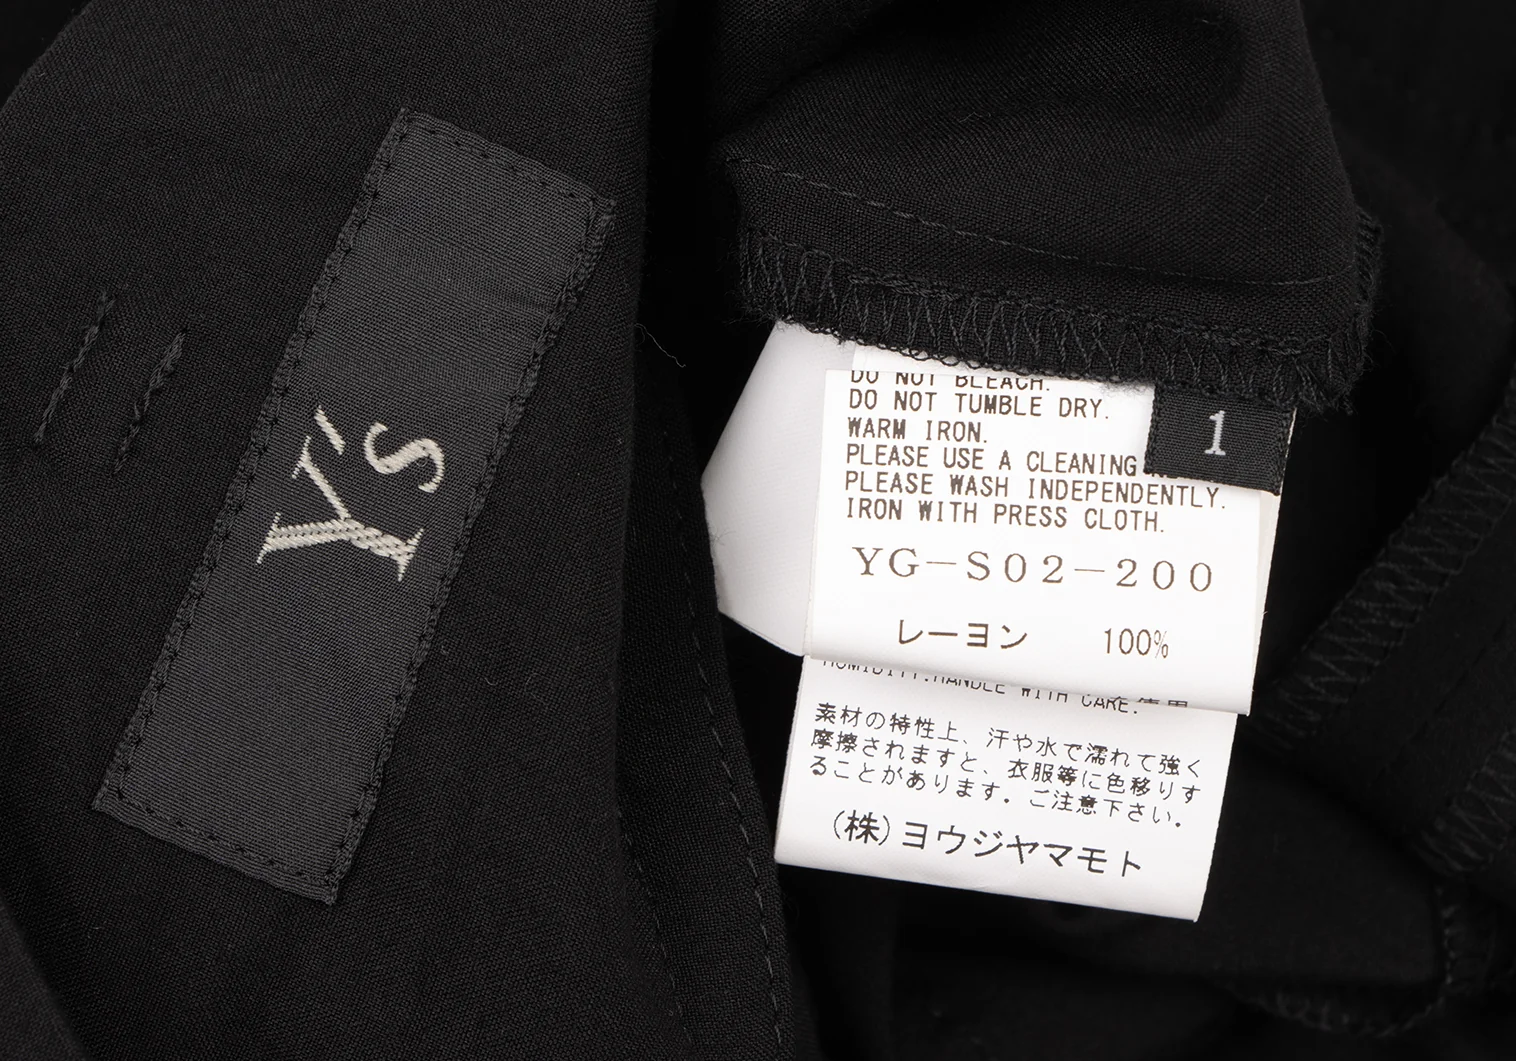 Y's
1
DO NOT BLEACH.
DO NOT TUMBLE DRY.
WARM IRON.
PLEASE USE A CLEANING
PLEASE WASH INDEPENDENTLY.
IRON WITH PRESS CLOTH.
YG-S02-200
レーヨン 100%
HUMIDITY.HANDLE WITH CARE.
素材の特性上、汗や水で濡れて強く
摩擦されますと、衣服等に色移りす
ることがあります。ご注意下さい。
(株)ヨウジヤマモト